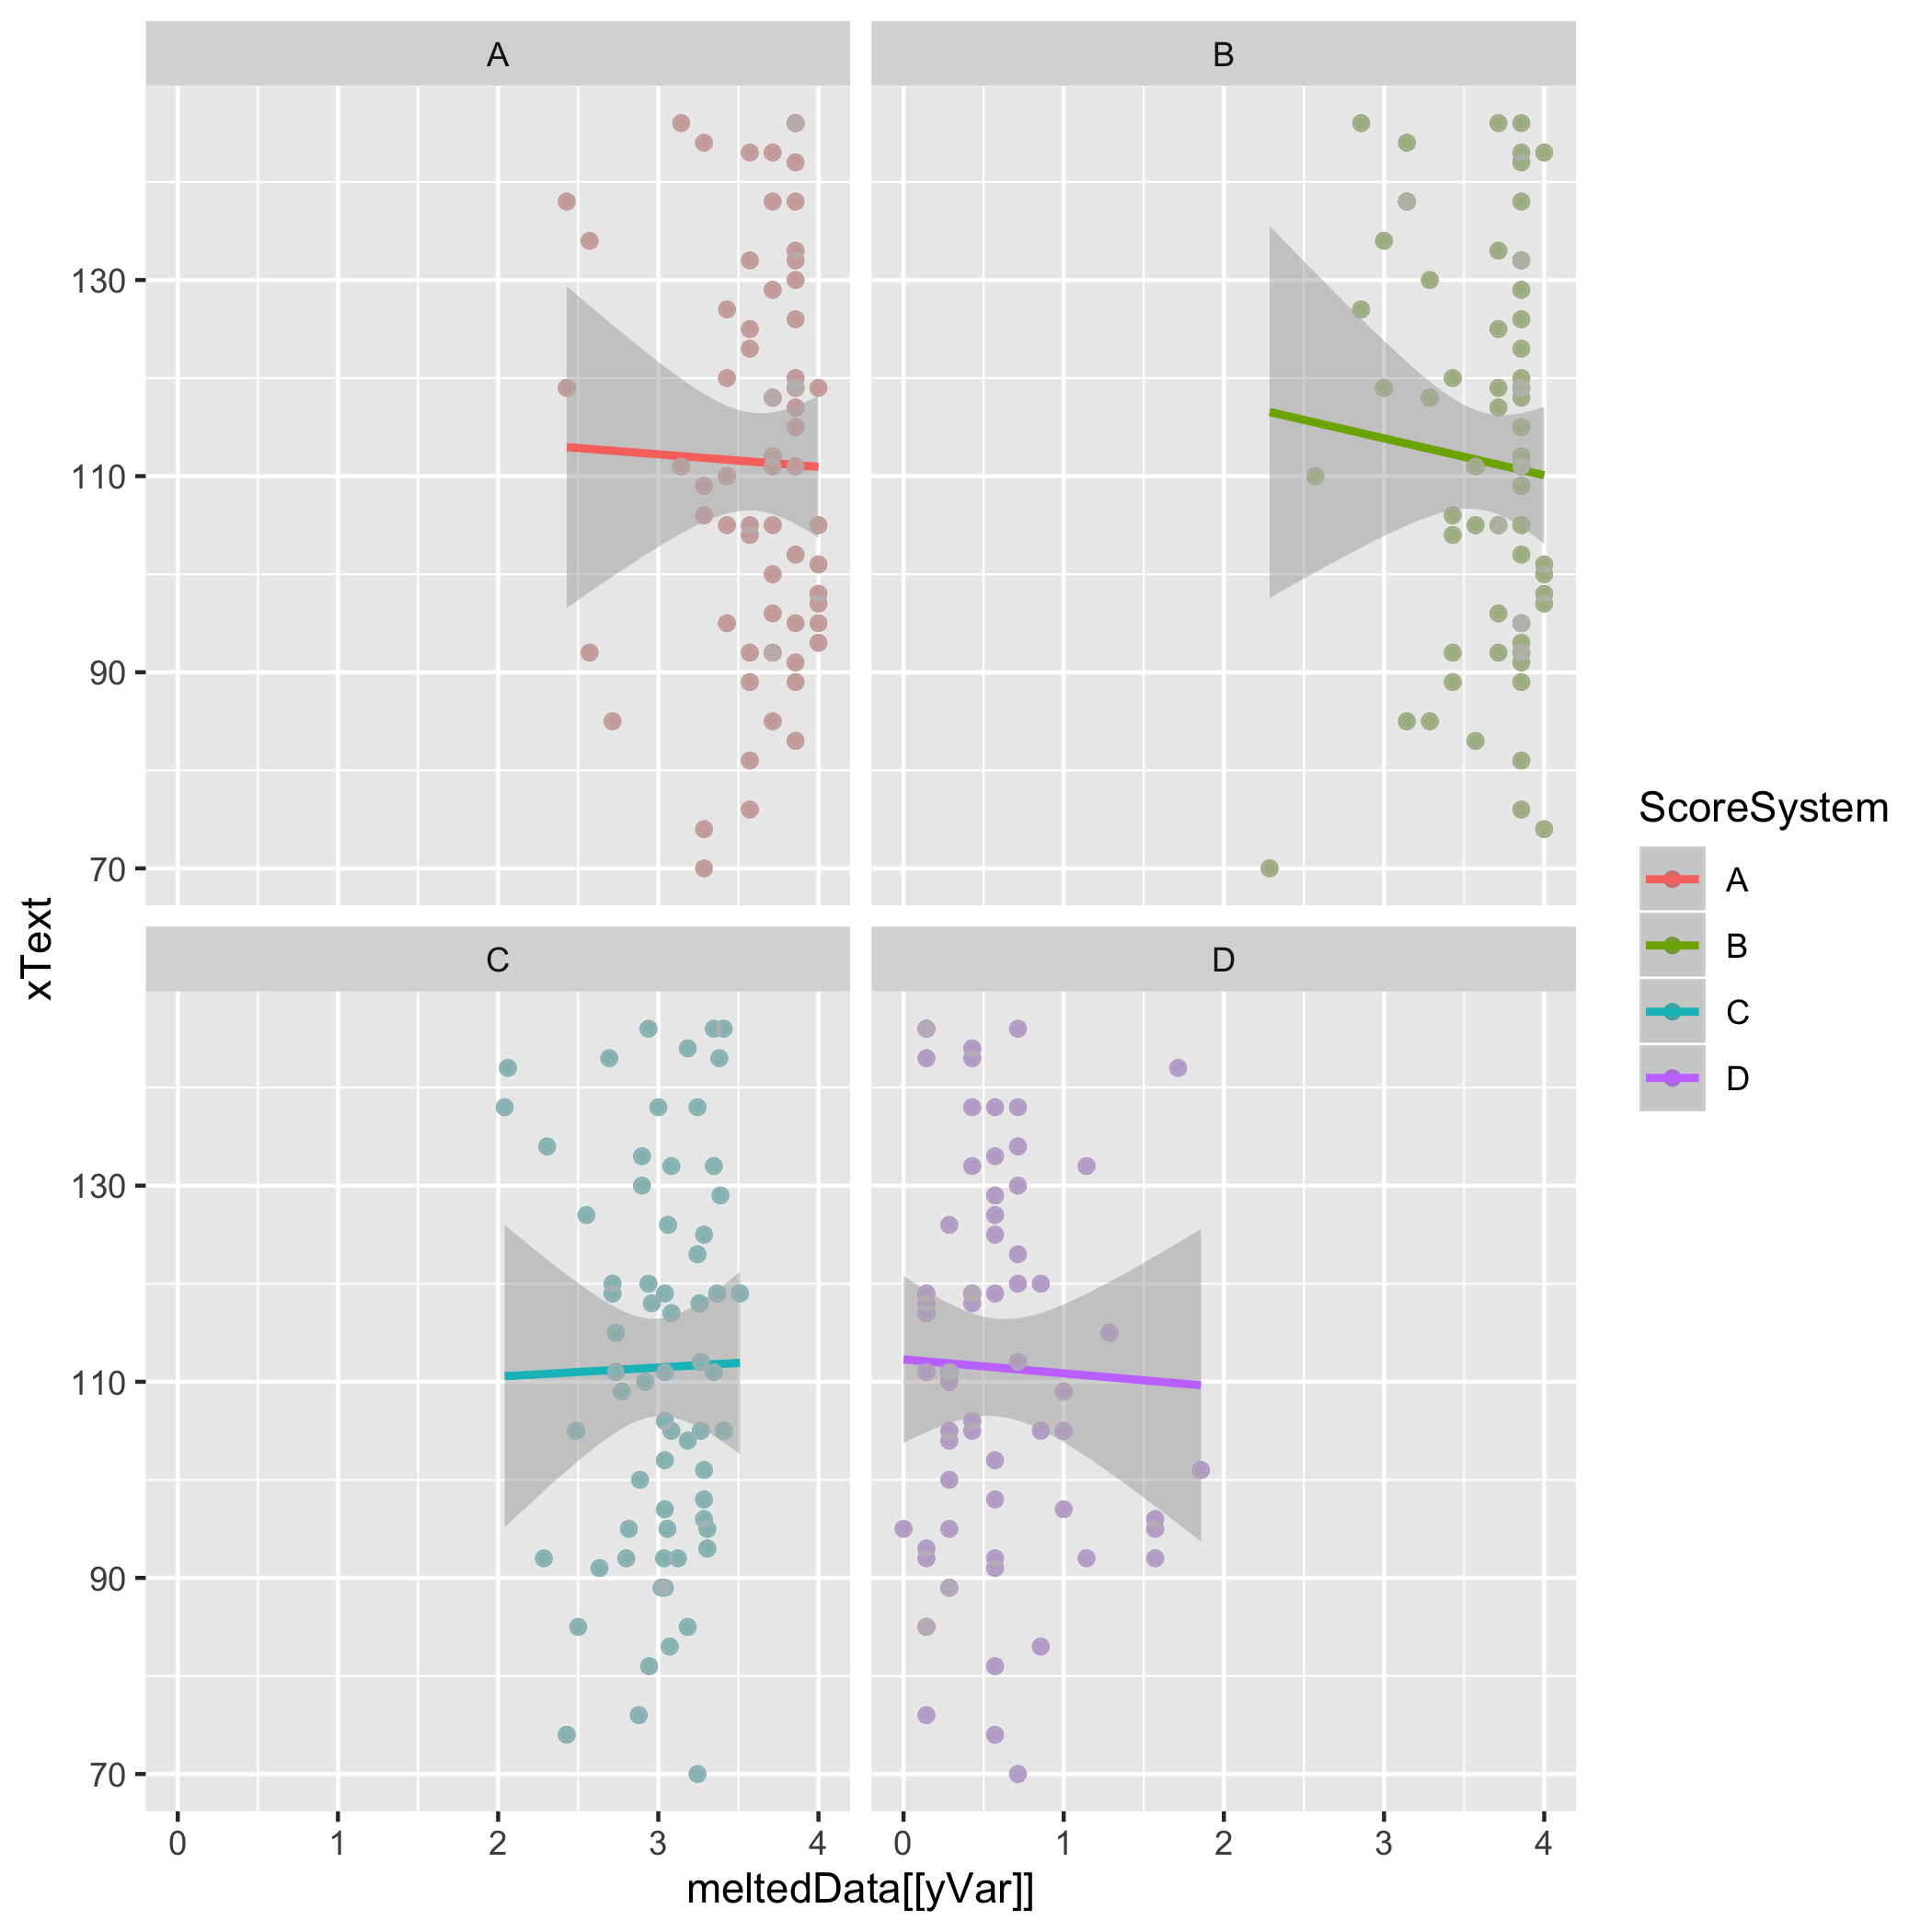 A B
130
110
90
70
xText
C D
130
110
90
70
0 1 2 3 4 0 1 2 3 4
meltedData[[yVar]]
ScoreSystem
A
B
C
D